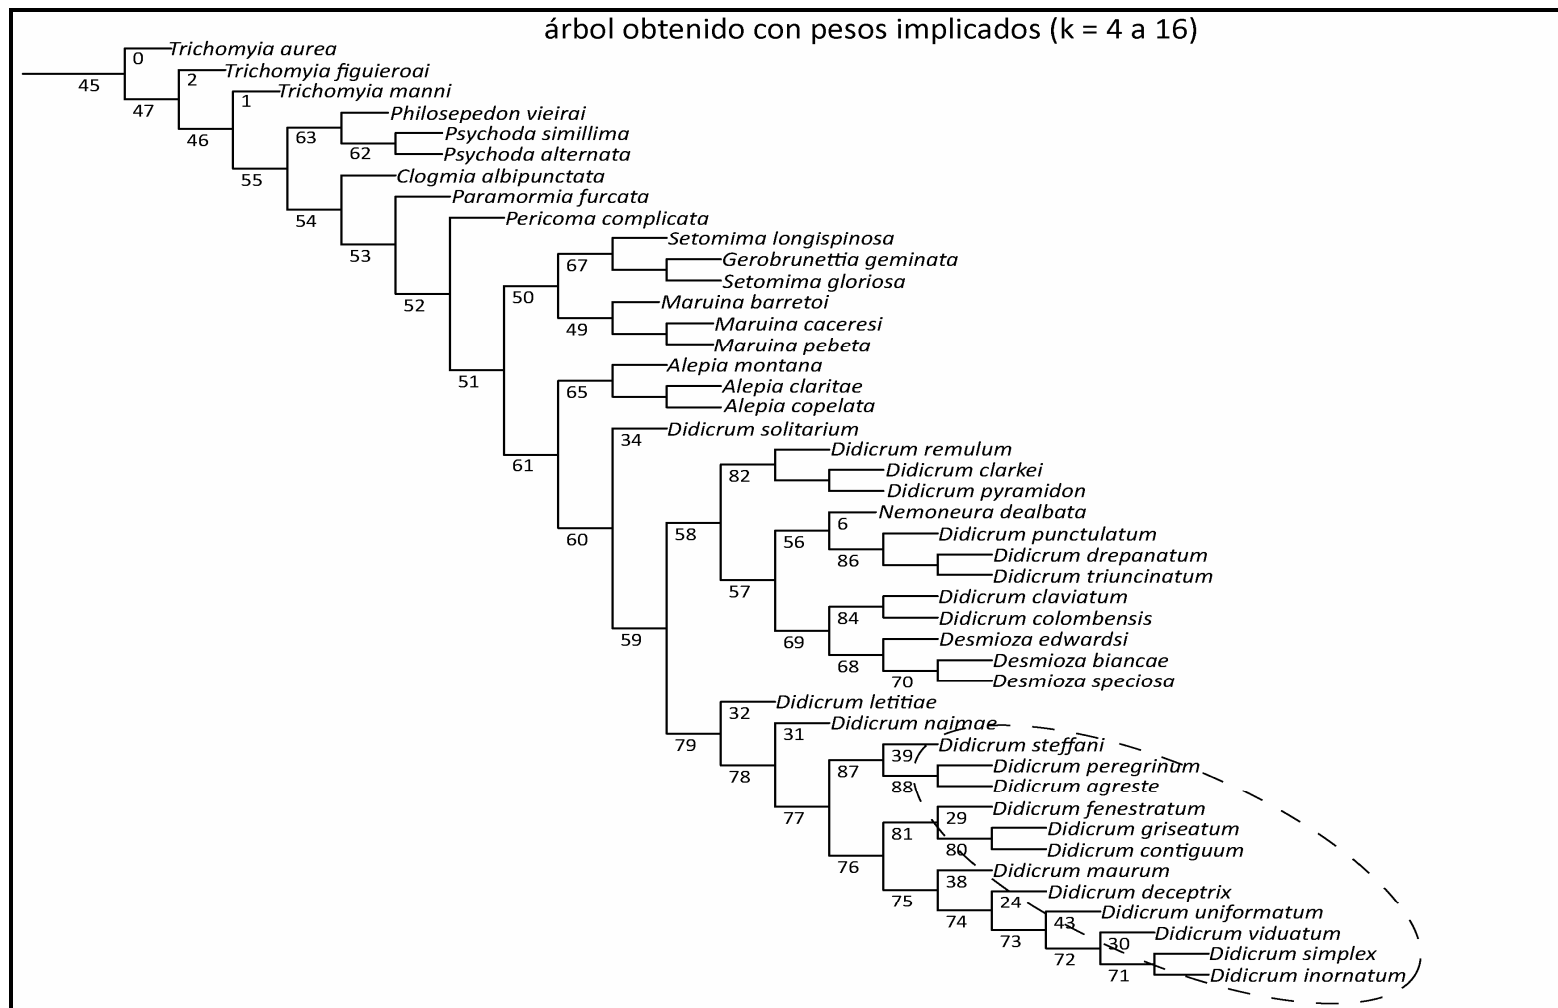 árbol obtenido con pesos implicados (k = 4 a 16)
Trichomyia aurea
0
Trichomyia figuieroai
2
45
Trichomyia manni
1
47
Philosepedon vieirai
Psychoda simillima
63
46
62
Psychoda alternata
Clogmia albipunctata
55
Paramormia furcata
Pericoma complicata
54
Setomima longispinosa
53
Gerobrunettia geminata
67
Setomima gloriosa
50
52
Maruina barretoi
Maruina caceresi
49
Maruina pebeta
Alepia montana
51
Alepia claritae
65
Alepia copelata
Didicrum solitarium
34
Didicrum remulum
61
Didicrum clarkei
82
Didicrum pyramidon
Nemoneura dealbata
6
Didicrum punctulatum
58
60
56
Didicrum drepanatum
86
Didicrum triuncinatum
57
Didicrum claviatum
84
Didicrum colombensis
59
69
Desmioza edwardsi
68
Desmioza biancae
70
Desmioza speciosa
Didicrum letitiae
32
Didicrum naimae
31
79
Didicrum steffani
39
Didicrum peregrinum
87
78
88
Didicrum agreste
Didicrum fenestratum
29
77
Didicrum griseatum
81
80
Didicrum contiguum
76
Didicrum maurum
38
Didicrum deceptrix
75
24
Didicrum uniformatum
74
43
Didicrum viduatum
73
30
Didicrum simplex
72
71
Didicrum inornatum